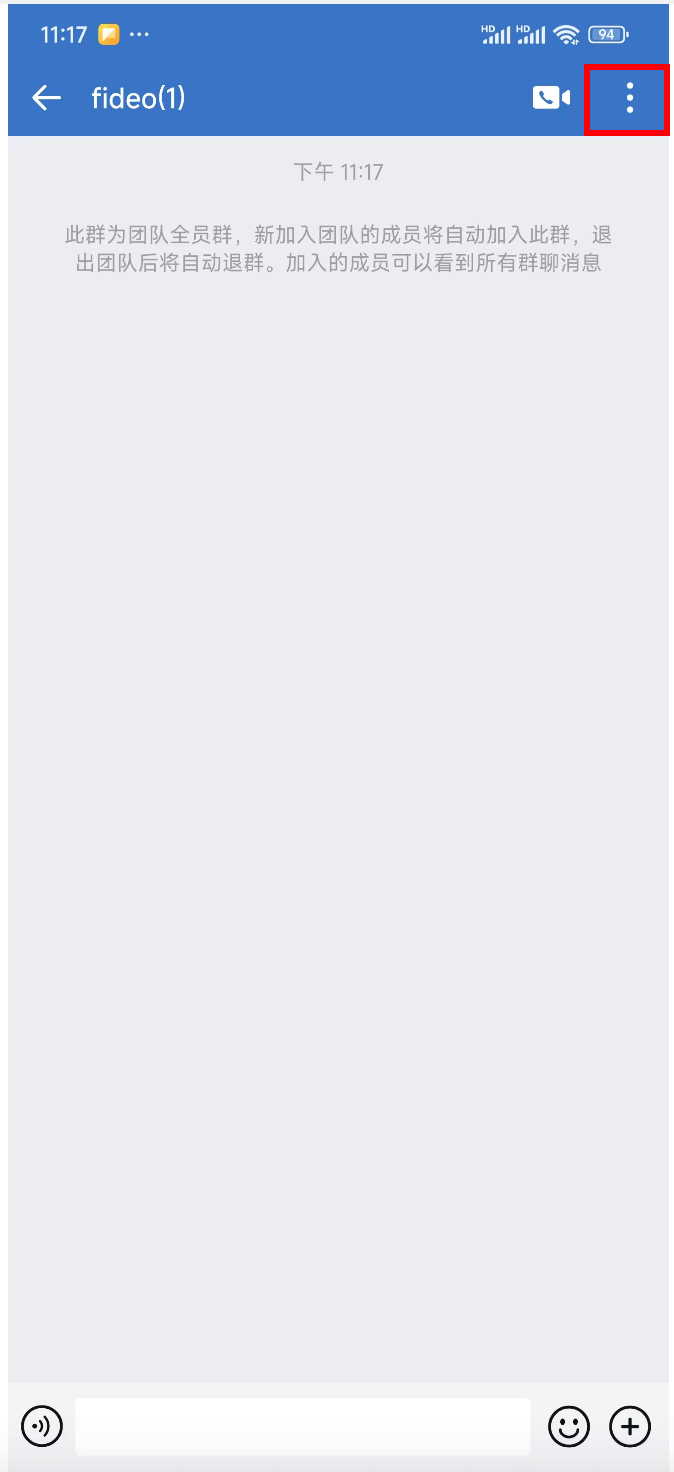 11:17 ...
HD HD 94
fideo(1)
下午 11:17
此群为团队全员群，新加入团队的成员将自动加入此群，退
出团队后将自动退群。加入的成员可以看到所有群聊消息